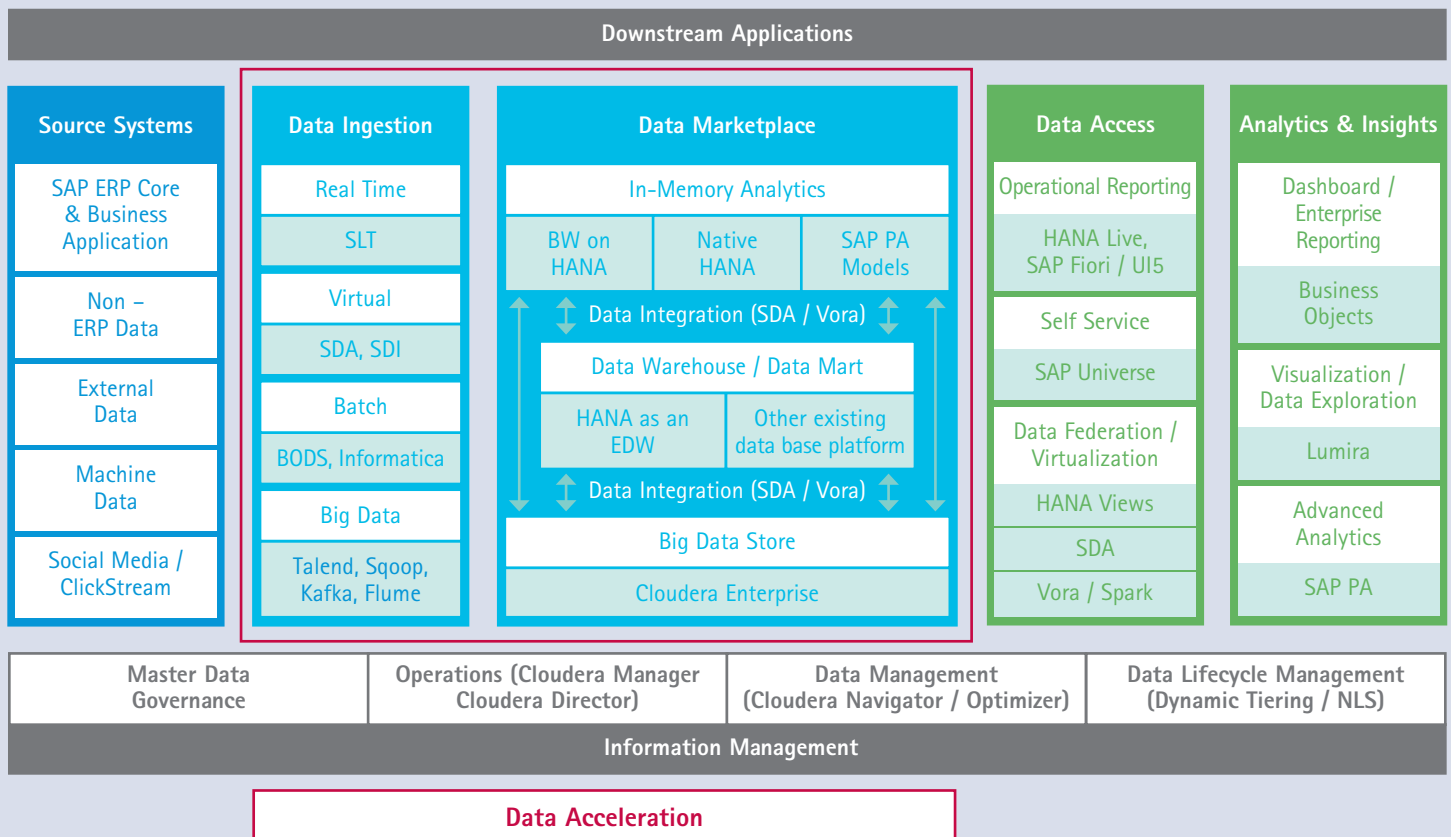 Downstream Applications
Source Systems
SAP ERP Core
& Business
Application
Non –
ERP Data
External
Data
Machine
Data
Social Media /
ClickStream
Data Ingestion
Real Time
SLT
Virtual
SDA, SDI
Batch
BODS, Informatica
Big Data
Talend, Sqoop,
Kafka, Flume
Data Marketplace
In-Memory Analytics
BW on
HANA
Native
HANA
SAP PA
Models
Data Integration (SDA / Vora)
Data Warehouse / Data Mart
HANA as an
EDW
Other existing
data base platform
Data Integration (SDA / Vora)
Big Data Store
Cloudera Enterprise
Data Access
Operational Reporting
HANA Live,
SAP Fiori / UI5
Self Service
SAP Universe
Data Federation /
Virtualization
HANA Views
SDA
Vora / Spark
Analytics & Insights
Dashboard /
Enterprise
Reporting
Business
Objects
Visualization /
Data Exploration
Lumira
Advanced
Analytics
SAP PA
Master Data
Governance
Operations (Cloudera Manager
Cloudera Director)
Data Management
(Cloudera Navigator / Optimizer)
Data Lifecycle Management
(Dynamic Tiering / NLS)
Information Management
Data Acceleration